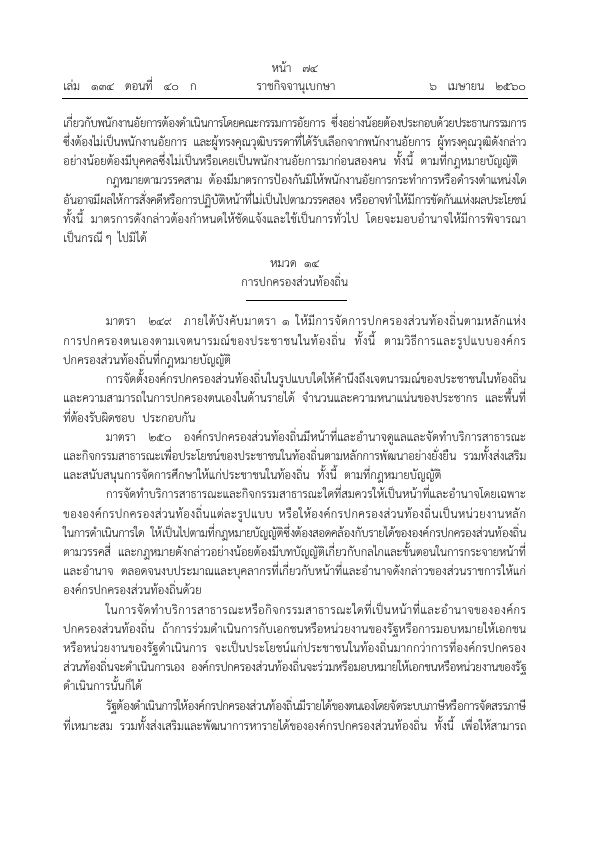 หน้า ๗๔
เล่ม ๑๓๔ ตอนที่ ๔๐ ก ราชกิจจานุเบกษา ๖ เมษายน ๒๕๖๐
เกี่ยวกับพนักงานอัยการต้องดำเนินการโดยคณะกรรมการอัยการ ซึ่งอย่างน้อยต้องประกอบด้วยประธานกรรมการ
ซึ่งต้องไม่เป็นพนักงานอัยการ และผู้ทรงคุณวุฒิบรรดาที่ได้รับเลือกจากพนักงานอัยการ ผู้ทรงคุณวุฒิดังกล่าว
อย่างน้อยต้องมีบุคคลซึ่งไม่เป็นหรือเคยเป็นพนักงานอัยการมาก่อนสองคน ทั้งนี้ ตามที่กฎหมายบัญญัติ
กฎหมายตามวรรคสาม ต้องมีมาตรการป้องกันมิให้พนักงานอัยการกระทำการหรือดำรงตำแหน่งใด
อันอาจมีผลให้การสั่งคดีหรือการปฏิบัติหน้าที่ไม่เป็นไปตามวรรคสอง หรืออาจทำให้มีการขัดกันแห่งผลประโยชน์
ทั้งนี้ มาตรการดังกล่าวต้องกำหนดให้ชัดแจ้งและใช้เป็นการทั่วไป โดยจะมอบอำนาจให้มีการพิจารณา
เป็นกรณี ๆ ไปมิได้
หมวด ๑๔
การปกครองส่วนท้องถิ่น
มาตรา ๒๔๙ ภายใต้บังคับมาตรา ๑ ให้มีการจัดการปกครองส่วนท้องถิ่นตามหลักแห่ง
การปกครองตนเองตามเจตนารมณ์ของประชาชนในท้องถิ่น ทั้งนี้ ตามวิธีการและรูปแบบองค์กร
ปกครองส่วนท้องถิ่นที่กฎหมายบัญญัติ
การจัดตั้งองค์กรปกครองส่วนท้องถิ่นในรูปแบบใดให้คำนึงถึงเจตนารมณ์ของประชาชนในท้องถิ่น
และความสามารถในการปกครองตนเองในด้านรายได้ จำนวนและความหนาแน่นของประชากร และพื้นที่
ที่ต้องรับผิดชอบ ประกอบกัน
มาตรา ๒๕๐ องค์กรปกครองส่วนท้องถิ่นมีหน้าที่และอำนาจดูแลและจัดทำบริการสาธารณะ
และกิจกรรมสาธารณะเพื่อประโยชน์ของประชาชนในท้องถิ่นตามหลักการพัฒนาอย่างยั่งยืน รวมทั้งส่งเสริม
และสนับสนุนการจัดการศึกษาให้แก่ประชาชนในท้องถิ่น ทั้งนี้ ตามที่กฎหมายบัญญัติ
การจัดทำบริการสาธารณะและกิจกรรมสาธารณะใดที่สมควรให้เป็นหน้าที่และอำนาจโดยเฉพาะ
ขององค์กรปกครองส่วนท้องถิ่นแต่ละรูปแบบ หรือให้องค์กรปกครองส่วนท้องถิ่นเป็นหน่วยงานหลัก
ในการดำเนินการใด ให้เป็นไปตามที่กฎหมายบัญญัติซึ่งต้องสอดคล้องกับรายได้ขององค์กรปกครองส่วนท้องถิ่น
ตามวรรคสี่ และกฎหมายดังกล่าวอย่างน้อยต้องมีบทบัญญัติเกี่ยวกับกลไกและขั้นตอนในการกระจายหน้าที่
และอำนาจ ตลอดจนงบประมาณและบุคลากรที่เกี่ยวกับหน้าที่และอำนาจดังกล่าวของส่วนราชการให้แก่
องค์กรปกครองส่วนท้องถิ่นด้วย
ในการจัดทำบริการสาธารณะหรือกิจกรรมสาธารณะใดที่เป็นหน้าที่และอำนาจขององค์กร
ปกครองส่วนท้องถิ่น ถ้าการร่วมดำเนินการกับเอกชนหรือหน่วยงานของรัฐหรือการมอบหมายให้เอกชน
หรือหน่วยงานของรัฐดำเนินการ จะเป็นประโยชน์แก่ประชาชนในท้องถิ่นมากกว่าการที่องค์กรปกครอง
ส่วนท้องถิ่นจะดำเนินการเอง องค์กรปกครองส่วนท้องถิ่นจะร่วมหรือมอบหมายให้เอกชนหรือหน่วยงานของรัฐ
ดำเนินการนั้นก็ได้
รัฐต้องดำเนินการให้องค์กรปกครองส่วนท้องถิ่นมีรายได้ของตนเองโดยจัดระบบภาษีหรือการจัดสรรภาษี
ที่เหมาะสม รวมทั้งส่งเสริมและพัฒนาการหารายได้ขององค์กรปกครองส่วนท้องถิ่น ทั้งนี้ เพื่อให้สามารถ